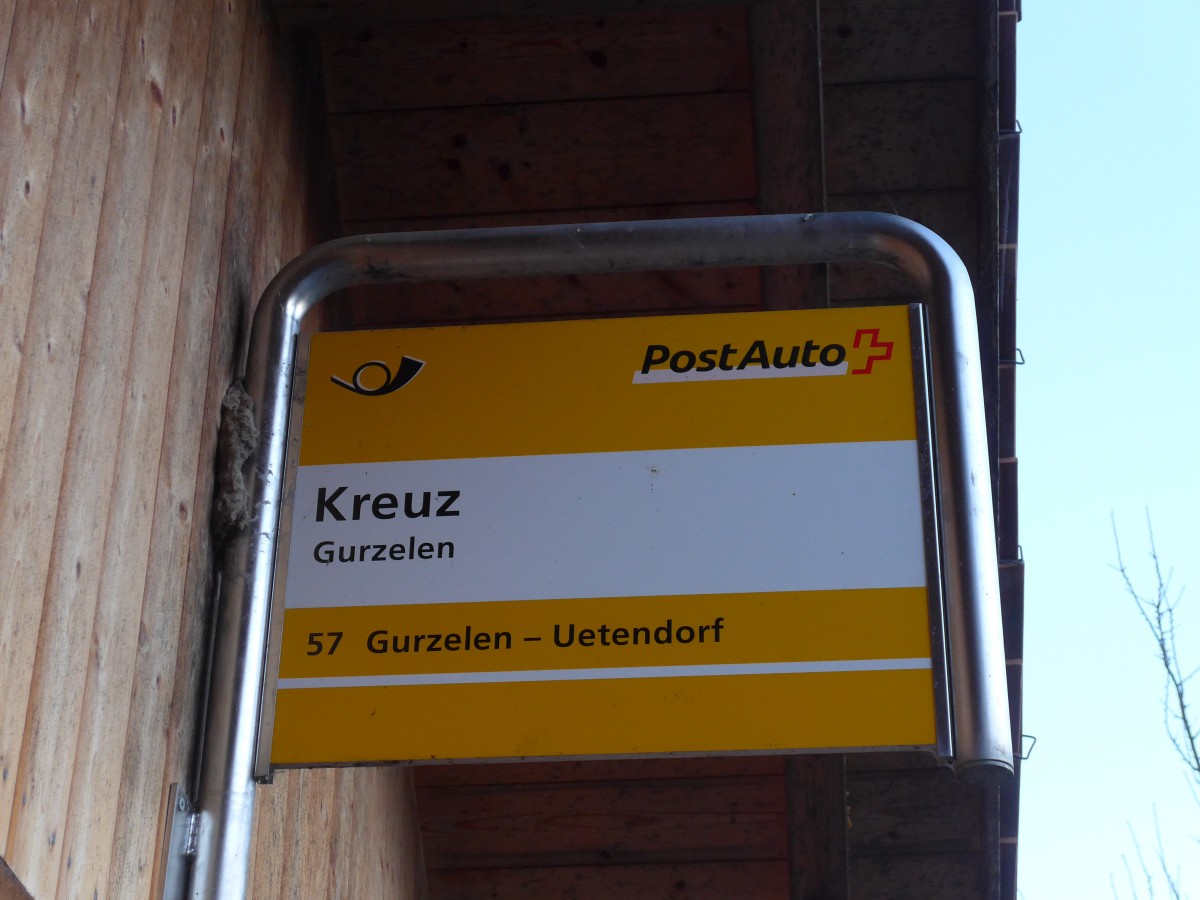 PostAuto
Kreuz
Gurzelen
57 Gurzelen – Uetendorf